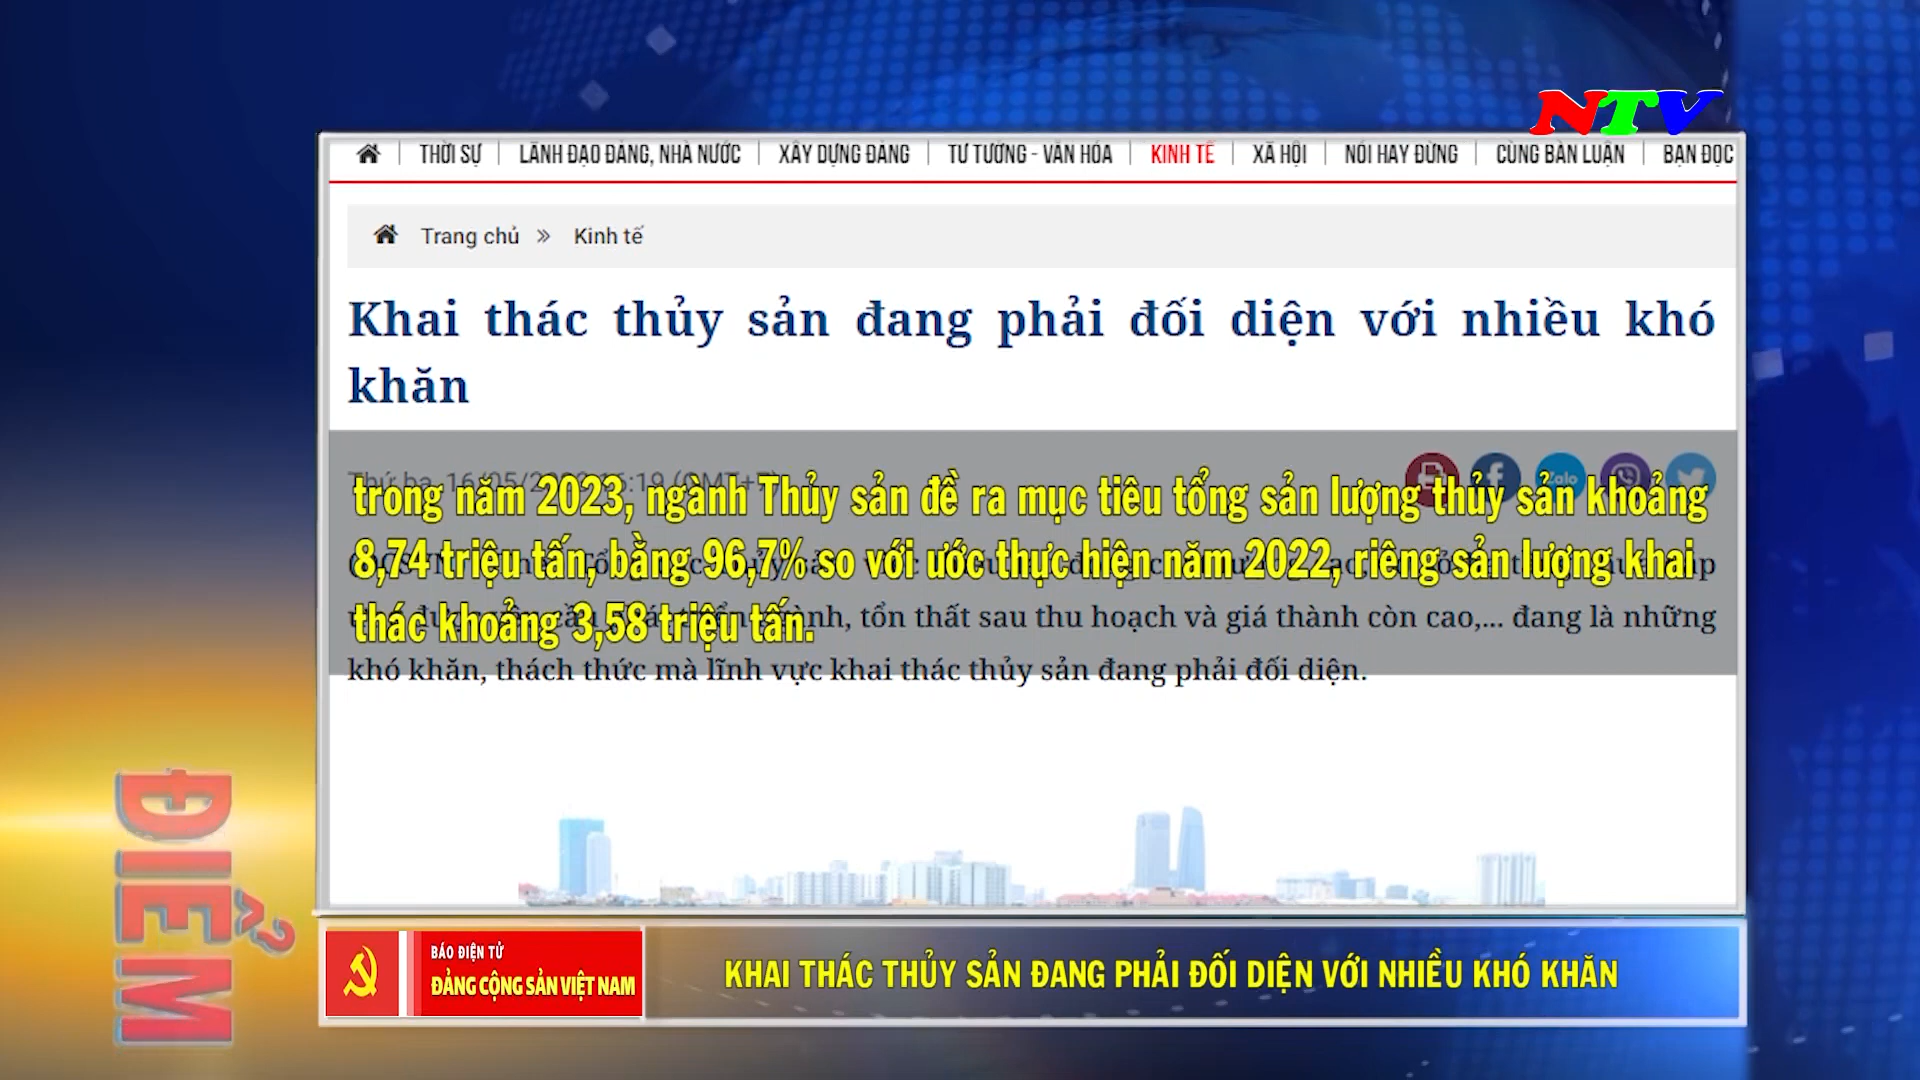 NTV
THỜI SỰ LÃNH ĐẠO ĐẢNG, NHÀ NƯỚC XÂY DỰNG ĐẢNG TƯ TƯỞNG - VĂN HÓA KINH TẾ XÃ HỘI NÓI HAY ĐỪNG CÙNG BÀN LUẬN BẠN ĐỌC
Trang chủ » Kinh tế
Khai thác thủy sản đang phải đối diện với nhiều khó
khăn
trong năm 2023, ngành Thủy sản đề ra mục tiêu tổng sản lượng thủy sản khoảng
8,74 triệu tấn, bằng 96,7% so với ước thực hiện năm 2022, riêng sản lượng khai
thác khoảng 3,58 triệu tấn.
tổn thất sau thu hoạch và giá thành còn cao,... đang là những
khó khăn, thách thức mà lĩnh vực khai thác thủy sản đang phải đối diện.
ĐIỂM
BÁO ĐIỆN TỬ
ĐẢNG CỘNG SẢN VIỆT NAM
KHAI THÁC THỦY SẢN ĐANG PHẢI ĐỐI DIỆN VỚI NHIỀU KHÓ KHĂN